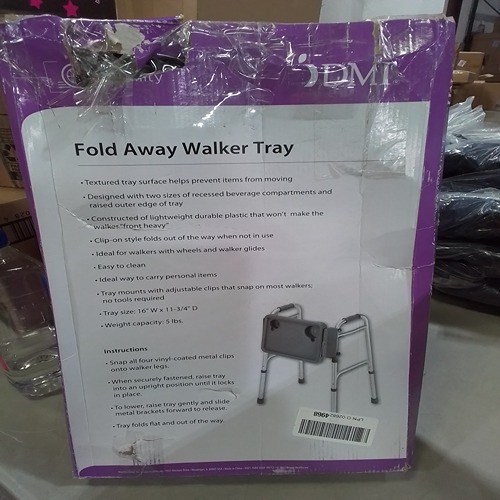 DMI
Fold Away Walker Tray
• Textured tray surface helps prevent items from moving
• Designed with two sizes of recessed beverage compartments and
raised outer edge of tray
• Constructed of lightweight durable plastic that won't make the
walker "front heavy"
• Clip-on style folds out of the way when not in use
• Ideal for walkers with wheels and walker glides
• Easy to clean
• Ideal way to carry personal items
• Tray mounts with adjustable clips that snap on most walkers;
no tools required
• Tray size: 16" W x 11-3/4" D
• Weight capacity: 5 lbs.
Instructions
• Snap all four vinyl-coated metal clips
onto walker legs.
• When securely fastened, raise tray
into an upright position until it locks
in place.
• To lower, raise tray gently and slide
metal brackets forward to release.
• Tray folds flat and out of the way.